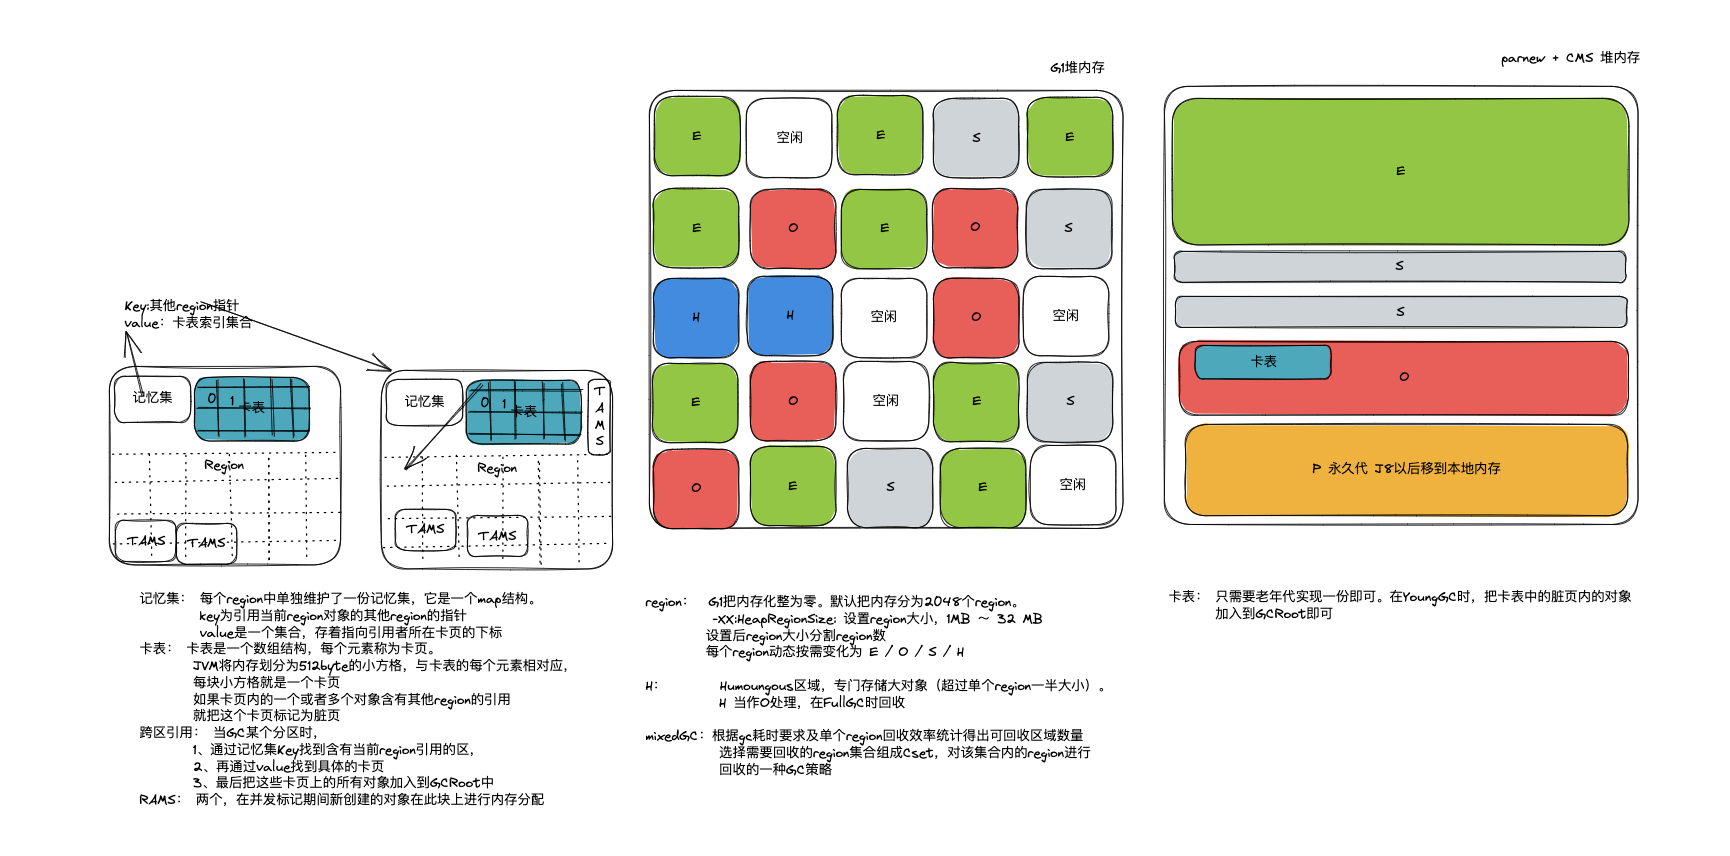 G1堆内存
parnew + CMS 堆内存
Key:其他region指针
value：卡表索引集合
记忆集
0 1
卡表
Region
TAMS
TAMS
记忆集
0 1
卡表
TAMS
Region
TAMS
TAMS
E 空闲 E S E
E O E O S
H H 空闲 O 空闲
E O 空闲 E S
O E S E 空闲
E
S
S
卡表
O
P 永久代 J8以后移到本地内存
记忆集： 每个region中单独维护了一份记忆集，它是一个map结构。
key为引用当前region对象的其他region的指针
value是一个集合，存着指向引用者所在卡页的下标
卡表： 卡表是一个数组结构，每个元素称为卡页。
JVM将内存划分为512byte的小方格，与卡表的每个元素相对应，
每块小方格就是一个卡页
如果卡页内的一个或者多个对象含有其他region的引用
就把这个卡页标记为脏页
跨区引用： 当GC某个分区时，
1、通过记忆集Key找到含有当前region引用的区，
2、再通过value找到具体的卡页
3、最后把这些卡页上的所有对象加入到GCRoot中
RAMS： 两个，在并发标记期间新创建的对象在此块上进行内存分配
region： G1把内存化整为零。默认把内存分为2048个region。
-XX:HeapRegionSize: 设置region大小，1MB ～ 32 MB
设置后region大小分割region数
每个region动态按需变化为 E / O / S / H
H： Humoungous区域，专门存储大对象（超过单个region一半大小）。
H 当作O处理，在FullGC时回收
mixedGC：根据gc耗时要求及单个region回收效率统计得出可回收区域数量
选择需要回收的region集合组成Cset，对该集合内的region进行
回收的一种GC策略
卡表： 只需要老年代实现一份即可。在YoungGC时，把卡表中的脏页内的对象
加入到GCRoot即可